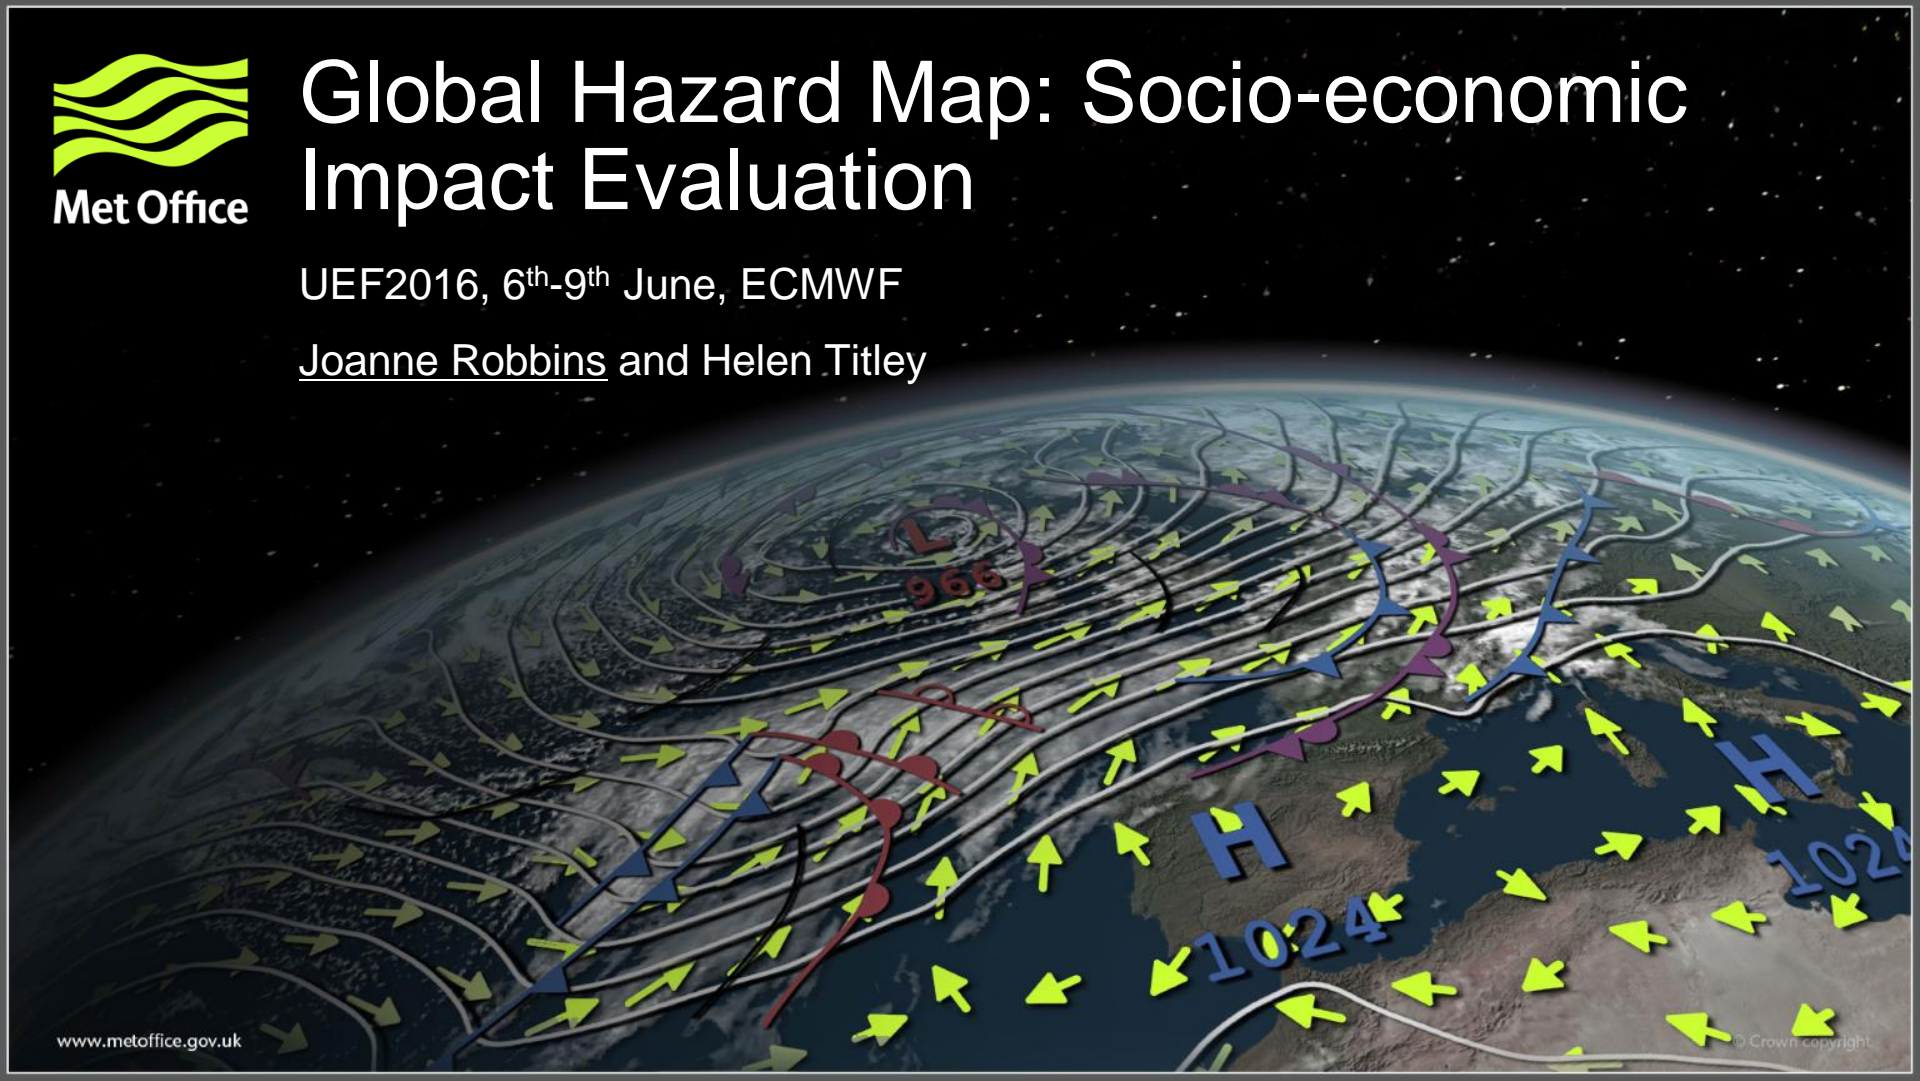 Met Office
Global Hazard Map: Socio-economic
Impact Evaluation
UEF2016, 6th-9th June, ECMWF
Joanne Robbins and Helen Titley
L
966
H
H
1024
1024
www.metoffice.gov.uk
© Crown copyright